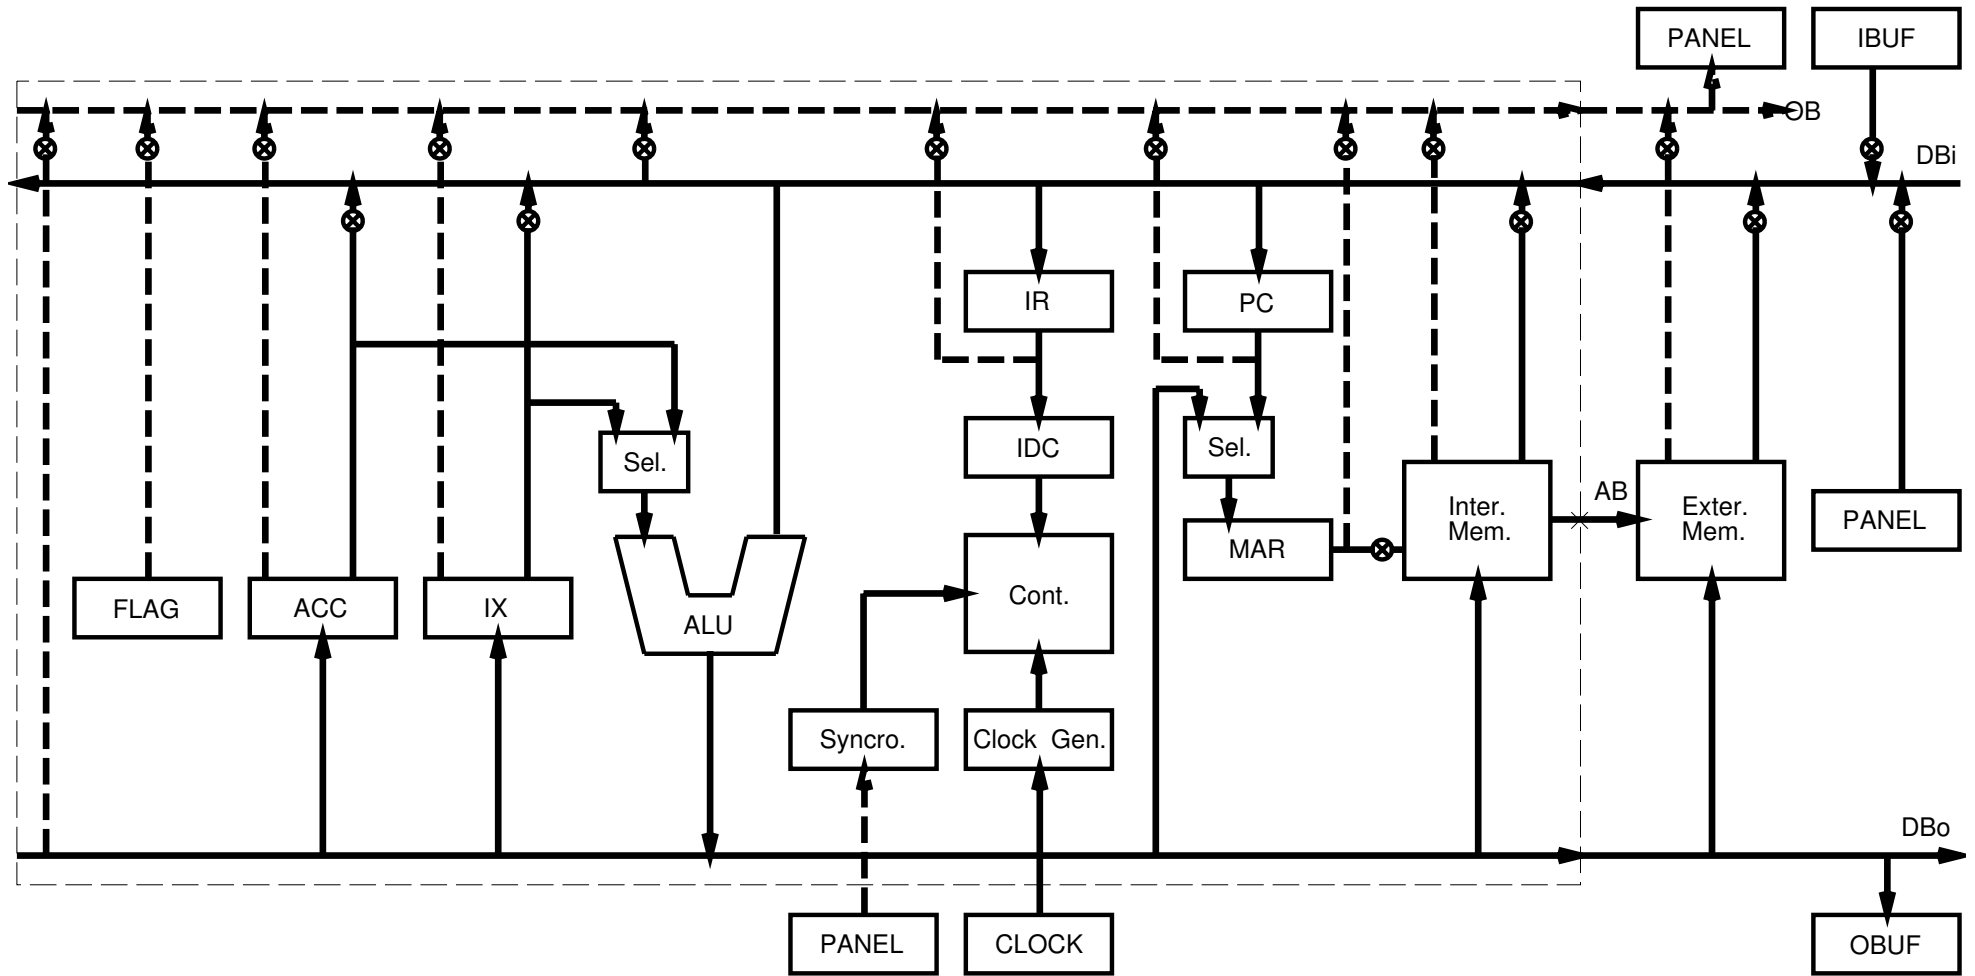 PANEL
IBUF
OB
DBi
IR
PC
Sel.
IDC
Sel.
AB
Inter.
Mem.
Exter.
Mem.
PANEL
MAR
FLAG
ACC
IX
ALU
Cont.
Syncro.
Clock Gen.
DBo
PANEL
CLOCK
OBUF